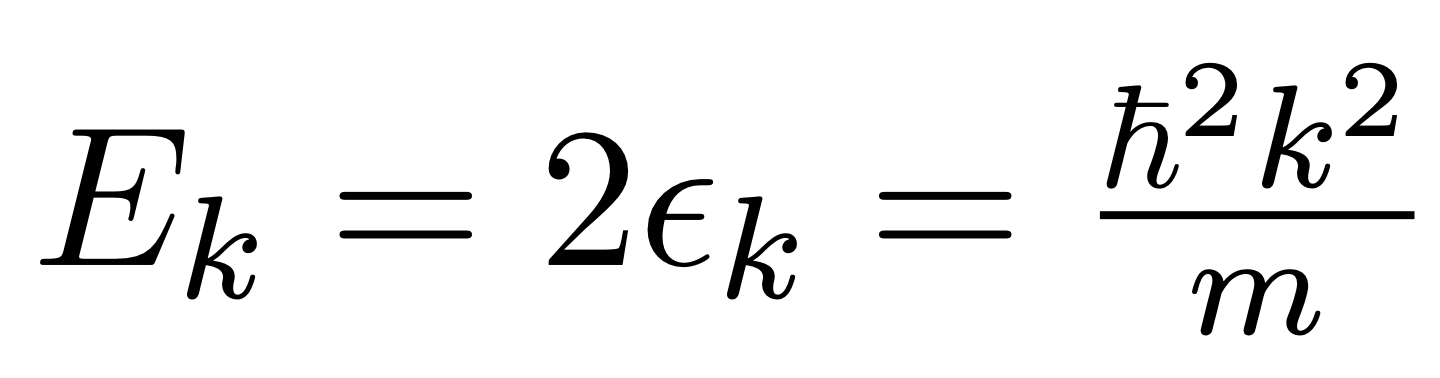 $E_k = 2\epsilon_k = \frac{\hbar^2 k^2}{m}$